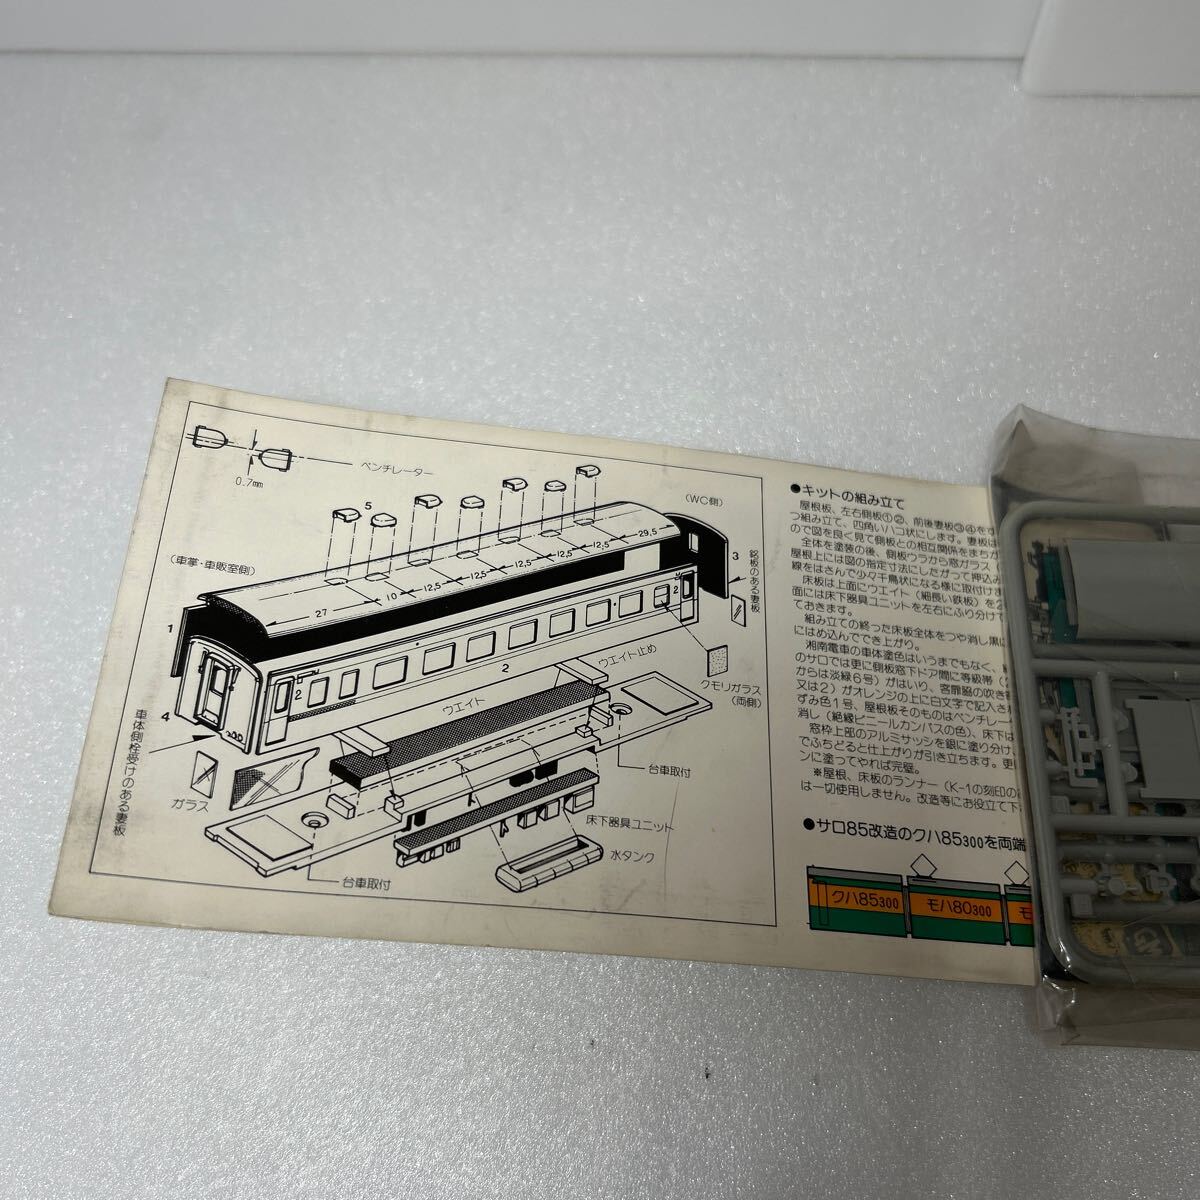 0.7mm
ベンチレーター
5
(WC側)
(車掌・車販室側)
27
10
12,5
12,5
12,5
12,5
12,5
29,5
3
銘板のある妻板
1
2
2
2
4
車体側栓受けのある妻板
ウエイト止め
ウエイト
クモリガラス
(両側)
ガラス
台車取付
床下器具ユニット
水タンク
台車取付
●キットの組み立て
屋根板、左右側板①②、前後妻板③④をす
つ組み立て、四角いハコ状にします。妻板は
ので図を良く見て側板との相互関係をまちが
全体を塗装の後、側板ウラから窓ガラス
屋根上には図の指定寸法にしたがって押込み
線をはさんで少々千鳥状になる様に取付けま
床板は上面にウエイト(細長い鉄板)を2
面には床下器具ユニットを左右にふり分けて
ておきます。
組み立ての終った床板全体をつや消し黒に
にはめ込んでき上がり。
湘南電車の車体塗色はいうまでもなく、
のサロでは更に側板窓下ドア間に等級帯(
からは淡緑6号)がはいり、客扉脇の吹き
又は2)がオレンジの上に白文字で記入され
ずみ色1号、屋根板そのものはベンチレー
消し(絶縁ビニールカンバスの色)、床下は
窓枠上部のアルミサッシを銀に塗り分け、
でふちどると仕上がりが引き立ちます。更に
ンに塗ってやれば完璧。
※屋根、床板のランナー(K-1の刻印の
は一切使用しません。改造等にお役立て下
●サロ85改造のクハ85300を両端
クハ85300
モハ80300
モ